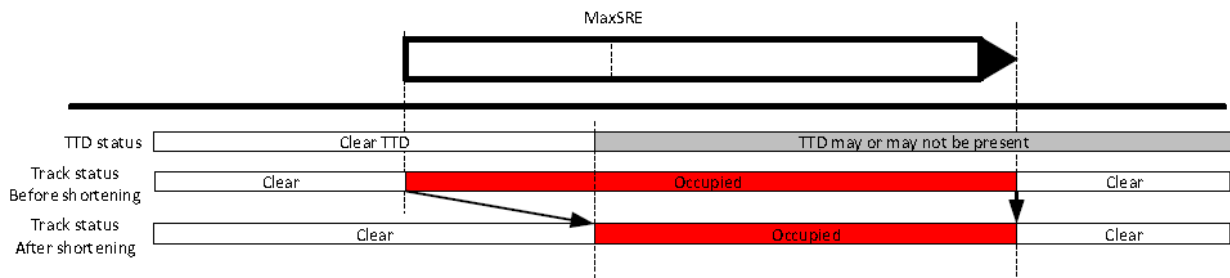 MaxSRE
TTD status
Clear TTD
TTD may or may not be present
Track status
Before shortening
Clear
Occupied
Clear
Track status
After shortening
Clear
Occupied
Clear